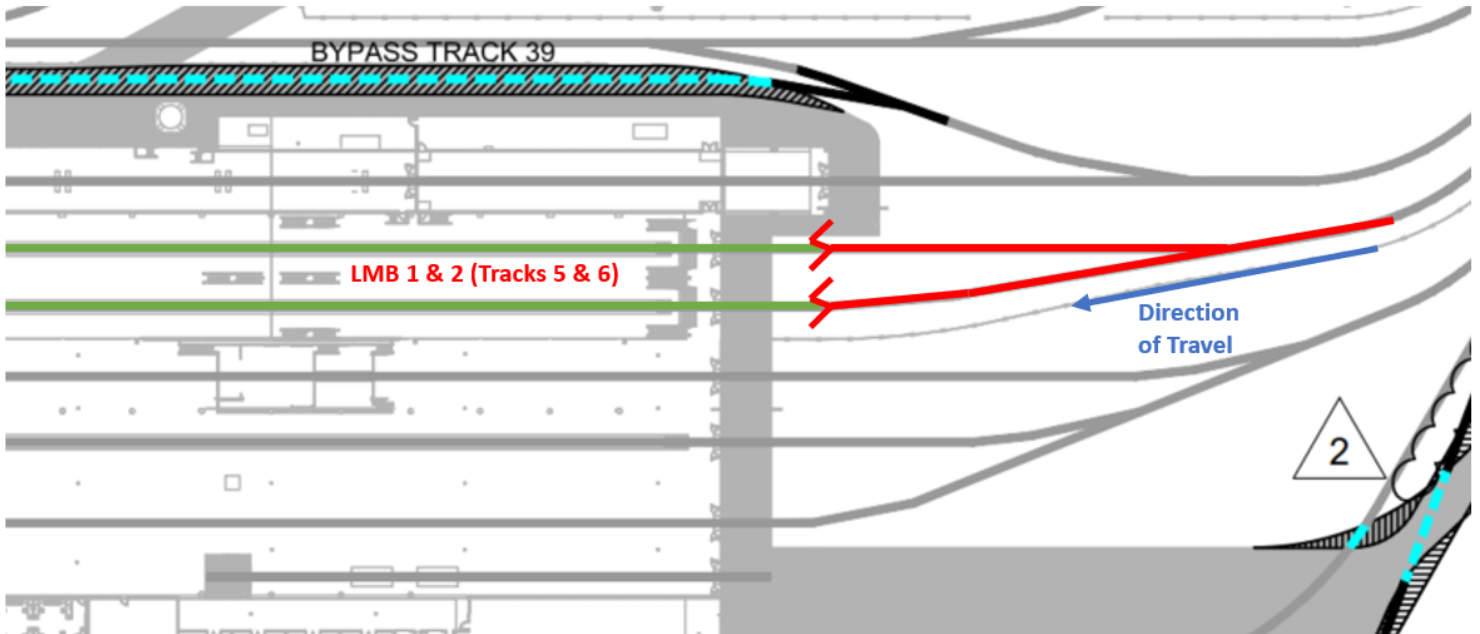 BYPASS TRACK 39
LMB 1 & 2 (Tracks 5 & 6)
Direction
of Travel
2